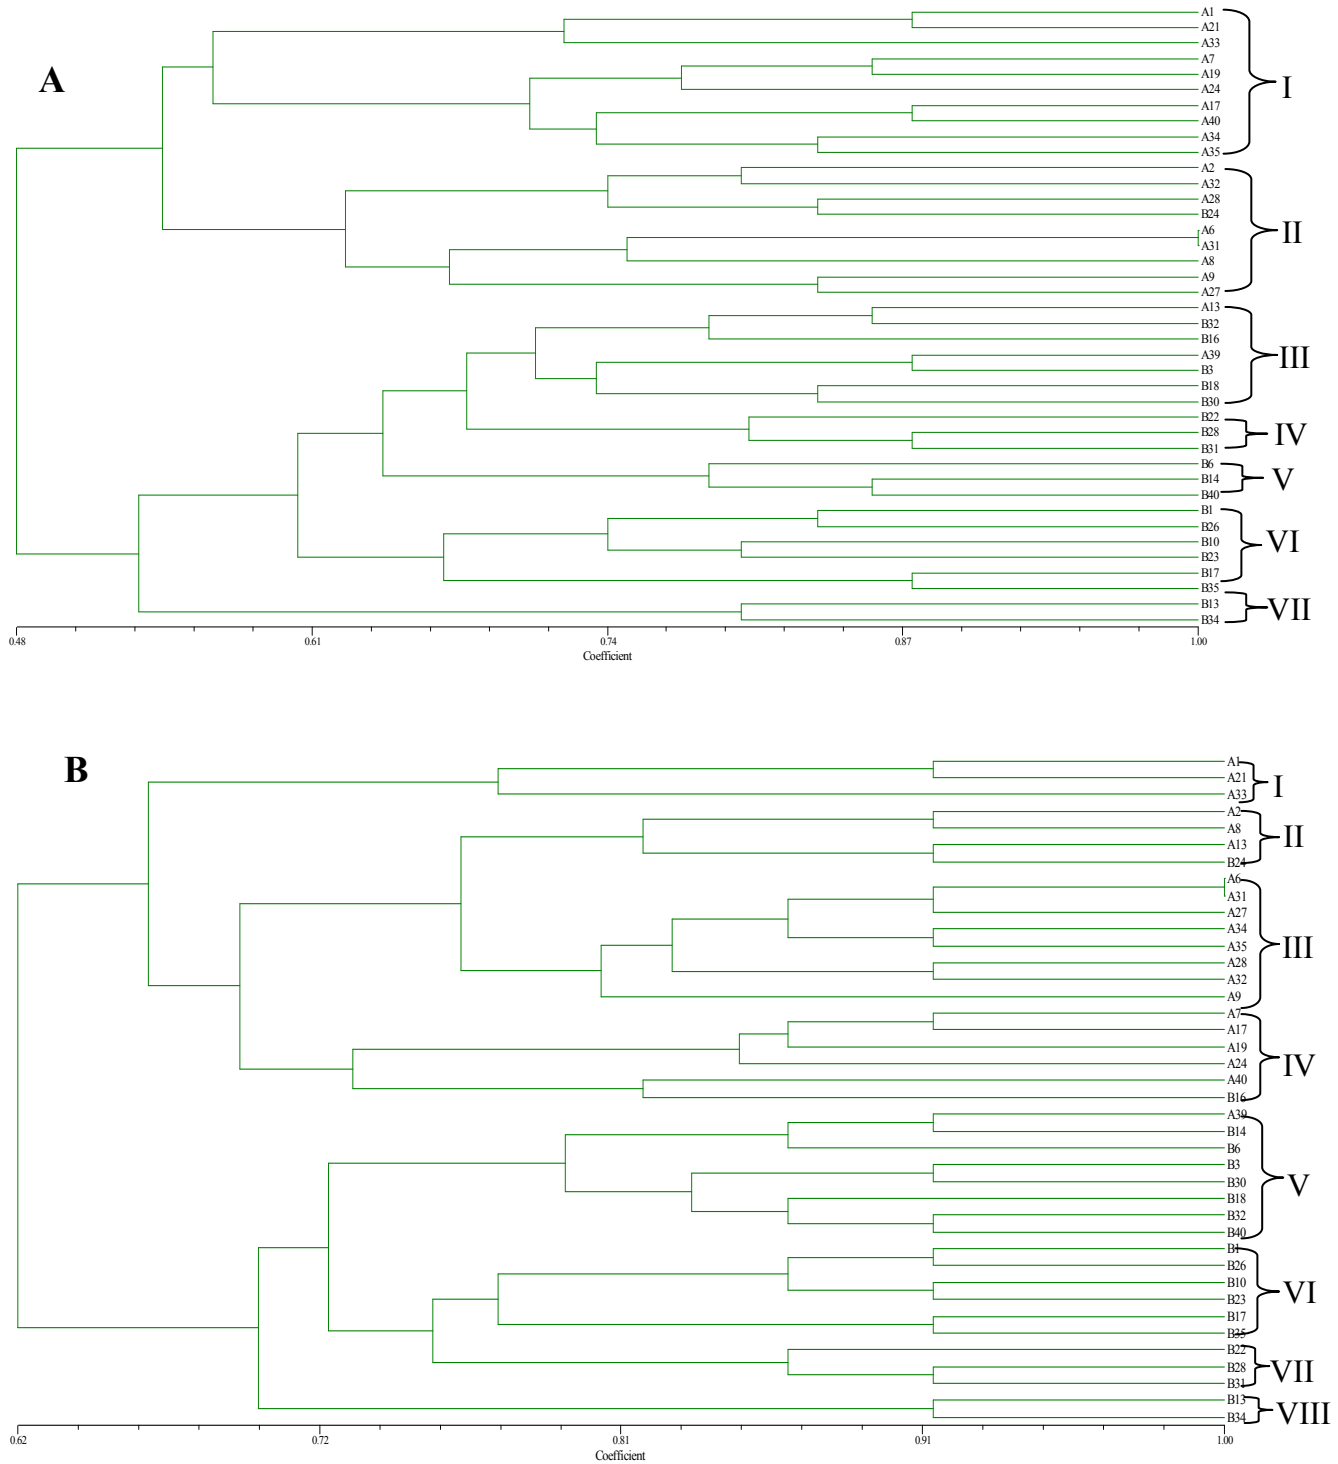 A
A1
A21
A33
A7
A19
A24
A17
A40
A34
A35
I
A2
A32
A28
B24
A6
A31
A8
A9
A27
II
A13
B32
B16
A39
B3
B18
B30
III
B22
B28
B31
IV
B6
B14
B40
V
B1
B26
B10
B23
B17
B35
VI
B13
B34
VII
0.48 0.61 0.74 0.87 1.00
Coefficient
B
A1
A21
A33
I
A2
A8
A13
B24
II
A6
A31
A27
A34
A35
A28
A32
A9
III
A7
A17
A19
A24
A40
B16
IV
A39
B14
B6
B3
B30
B18
B32
B40
V
B1
B26
B10
B23
B17
B35
VI
B22
B28
B31
VII
B13
B34
VIII
0.62 0.72 0.81 0.91 1.00
Coefficient